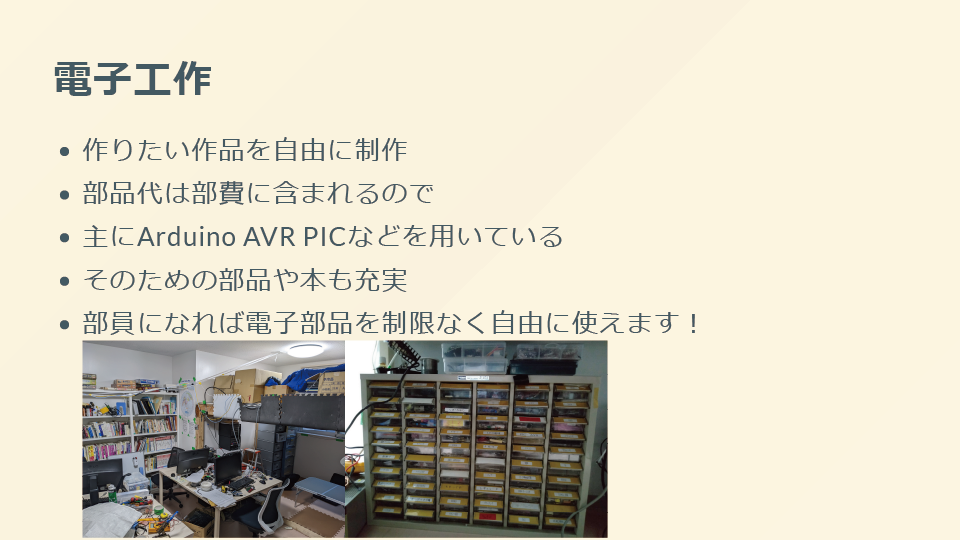 電子工作
作りたい作品を自由に制作
部品代は部費に含まれるので
主にArduino AVR PICなどを用いている
そのための部品や本も充実
部員になれば電子部品を制限なく自由に使えます！